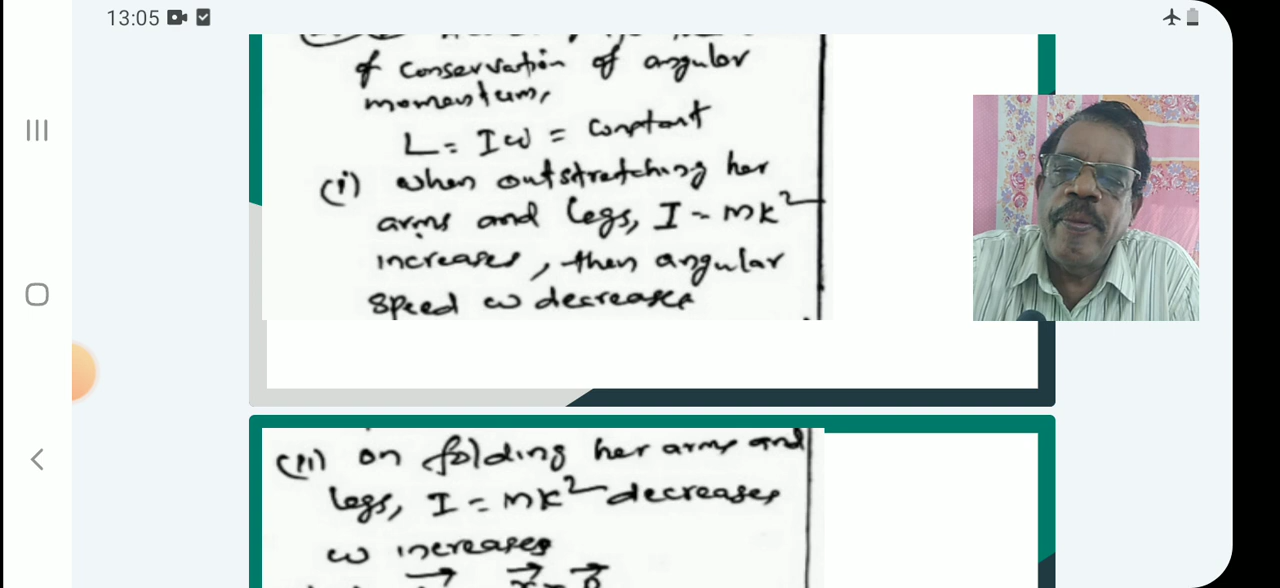 13:05
of conservation of angular
momentum,
L = Iω = constant
(i) when outstretching her
arms and legs, I = mk²
increases, then angular
speed ω decreases
(ii) on folding her arms and
legs, I = mk² decreases
ω increases